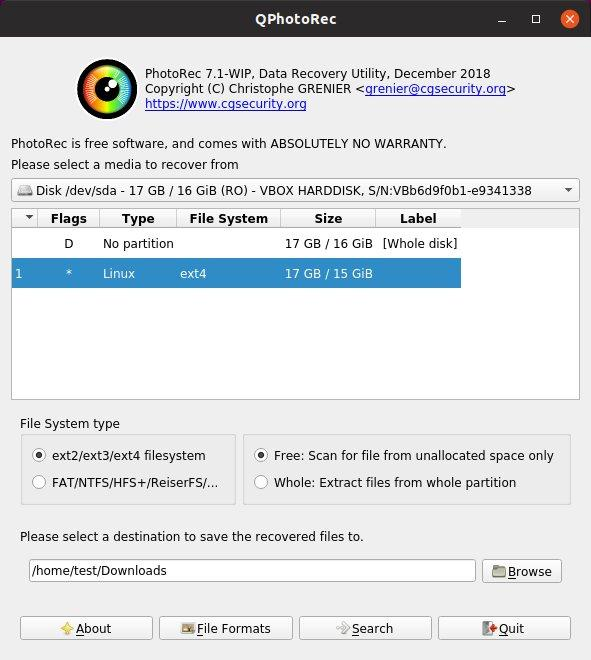 QPhotoRec
PhotoRec 7.1-WIP, Data Recovery Utility, December 2018
Copyright (C) Christophe GRENIER <grenier@cgsecurity.org>
https://www.cgsecurity.org
PhotoRec is free software, and comes with ABSOLUTELY NO WARRANTY.
Please select a media to recover from
Disk /dev/sda - 17 GB / 16 GiB (RO) - VBOX HARDDISK, S/N:VBb6d9f0b1-e9341338
Flags Type File System Size Label
D No partition 17 GB / 16 GiB [Whole disk]
1 * Linux ext4 17 GB / 15 GiB
File System type
ext2/ext3/ext4 filesystem Free: Scan for file from unallocated space only
FAT/NTFS/HFS+/ReiserFS/... Whole: Extract files from whole partition
Please select a destination to save the recovered files to.
/home/test/Downloads Browse
About File Formats Search Quit